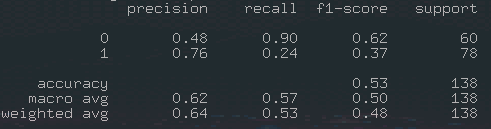 precision recall f1-score support
0 0.48 0.90 0.62 60
1 0.76 0.24 0.37 78
accuracy 0.53 138
macro avg 0.62 0.57 0.50 138
weighted avg 0.64 0.53 0.48 138